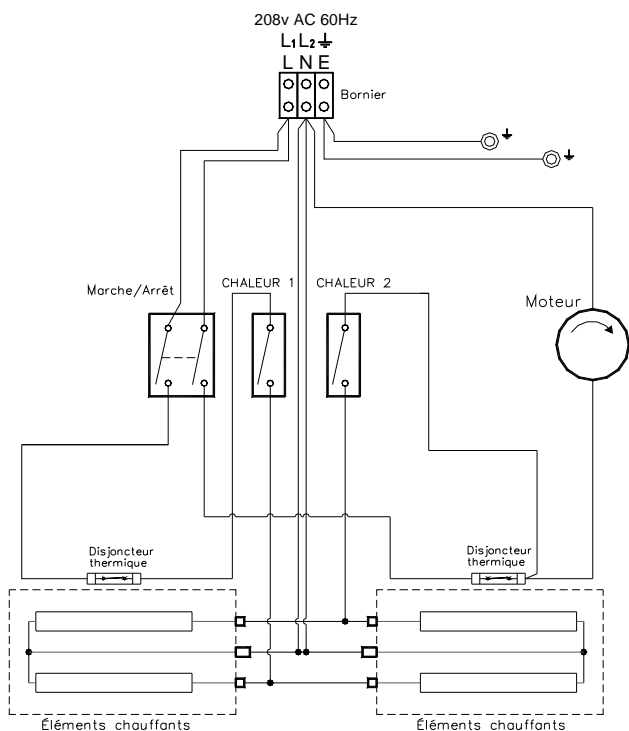 208v AC 60Hz
L1 L2
L N E
Bornier
Marche/Arrêt
CHALEUR 1
CHALEUR 2
Moteur
Disjoncteur
thermique
Disjoncteur
thermique
Éléments chauffants
Éléments chauffants